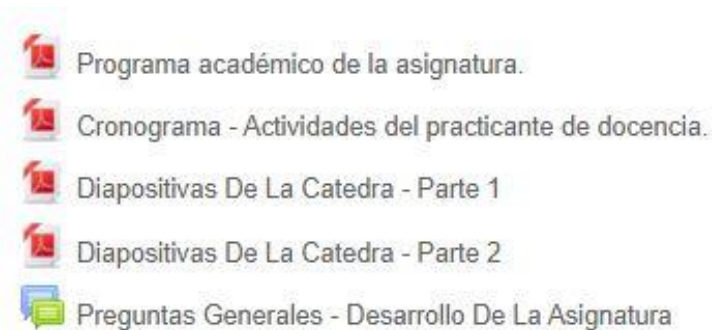 Programa académico de la asignatura.
Cronograma - Actividades del practicante de docencia.
Diapositivas De La Catedra - Parte 1
Diapositivas De La Catedra - Parte 2
Preguntas Generales - Desarrollo De La Asignatura